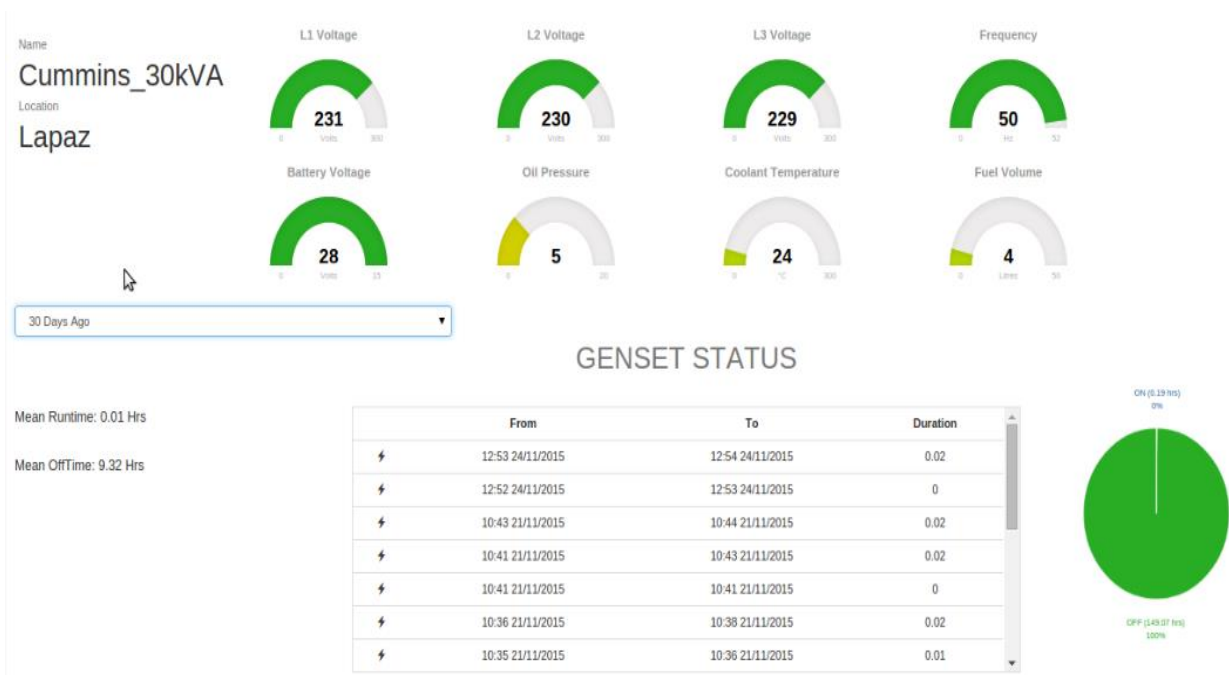 Name
Cummins_30kVA
Location
Lapaz
L1 Voltage
231
0 Volts 300
L2 Voltage
230
0 Volts 300
L3 Voltage
229
0 Volts 300
Frequency
50
0 Hz 52
Battery Voltage
28
0 Volts 15
Oil Pressure
5
0 20
Coolant Temperature
24
0 °C 300
Fuel Volume
4
0 Litres 50
30 Days Ago
GENSET STATUS
Mean Runtime: 0.01 Hrs
Mean OffTime: 9.32 Hrs
From To Duration
12:53 24/11/2015 12:54 24/11/2015 0.02
12:52 24/11/2015 12:53 24/11/2015 0
10:43 21/11/2015 10:44 21/11/2015 0.02
10:41 21/11/2015 10:43 21/11/2015 0.02
10:41 21/11/2015 10:41 21/11/2015 0
10:36 21/11/2015 10:38 21/11/2015 0.02
10:35 21/11/2015 10:36 21/11/2015 0.01
ON (0.19 hrs)
0%
OFF (149.07 hrs)
100%